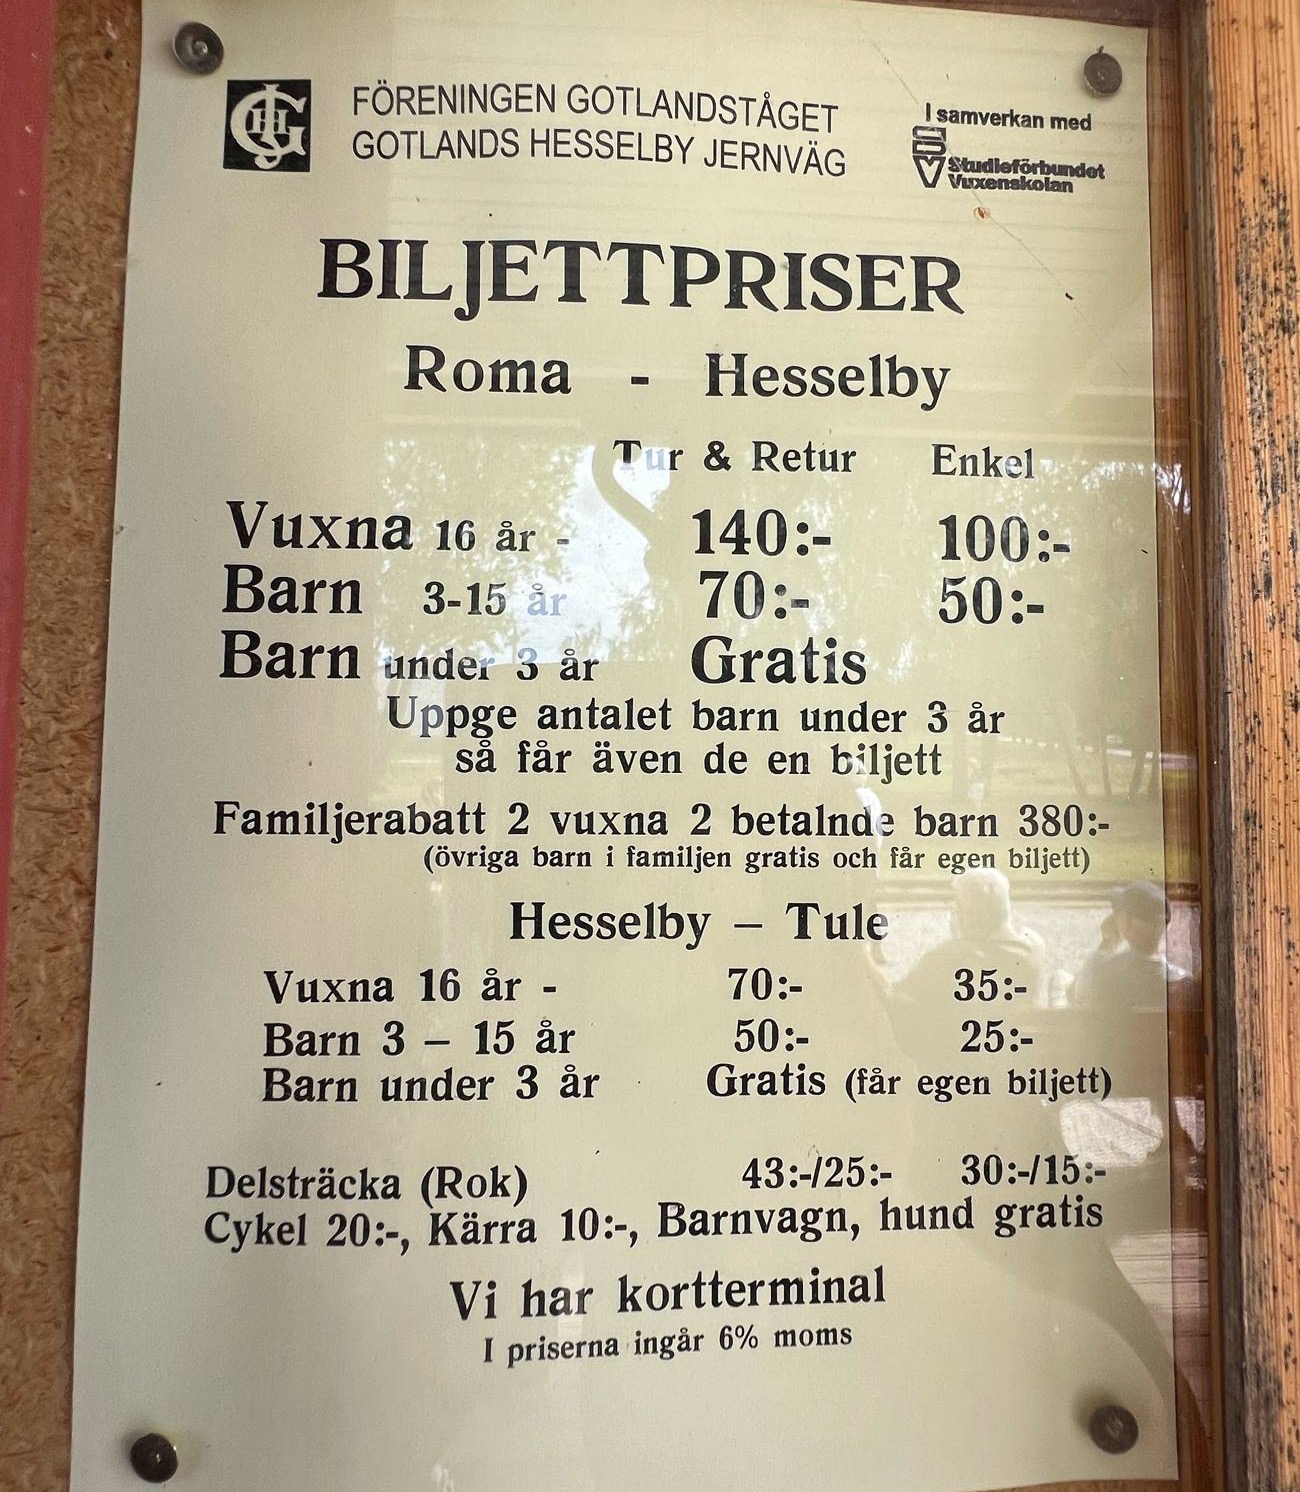 FÖRENINGEN GOTLANDSTÅGET
GOTLANDS HESSELBY JERNVÄG
I samverkan med
SV Studieförbundet
Vuxenskolan
BILJETTPRISER
Roma - Hesselby
Tur & Retur Enkel
Vuxna 16 år - 140:- 100:-
Barn 3-15 år 70:- 50:-
Barn under 3 år Gratis
Uppge antalet barn under 3 år
så får även de en biljett
Familjerabatt 2 vuxna 2 betalnde barn 380:-
(övriga barn i familjen gratis och får egen biljett)
Hesselby – Tule
Vuxna 16 år - 70:- 35:-
Barn 3 – 15 år 50:- 25:-
Barn under 3 år Gratis (får egen biljett)
Delsträcka (Rok) 43:-/25:- 30:-/15:-
Cykel 20:-, Kärra 10:-, Barnvagn, hund gratis
Vi har kortterminal
I priserna ingår 6% moms